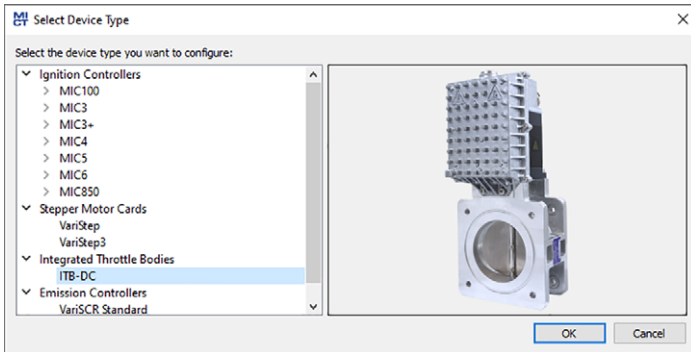 MICT Select Device Type
Select the device type you want to configure:
Ignition Controllers
MIC100
MIC3
MIC3+
MIC4
MIC5
MIC6
MIC850
Stepper Motor Cards
VariStep
VariStep3
Integrated Throttle Bodies
ITB-DC
Emission Controllers
VariSCR Standard
OK Cancel